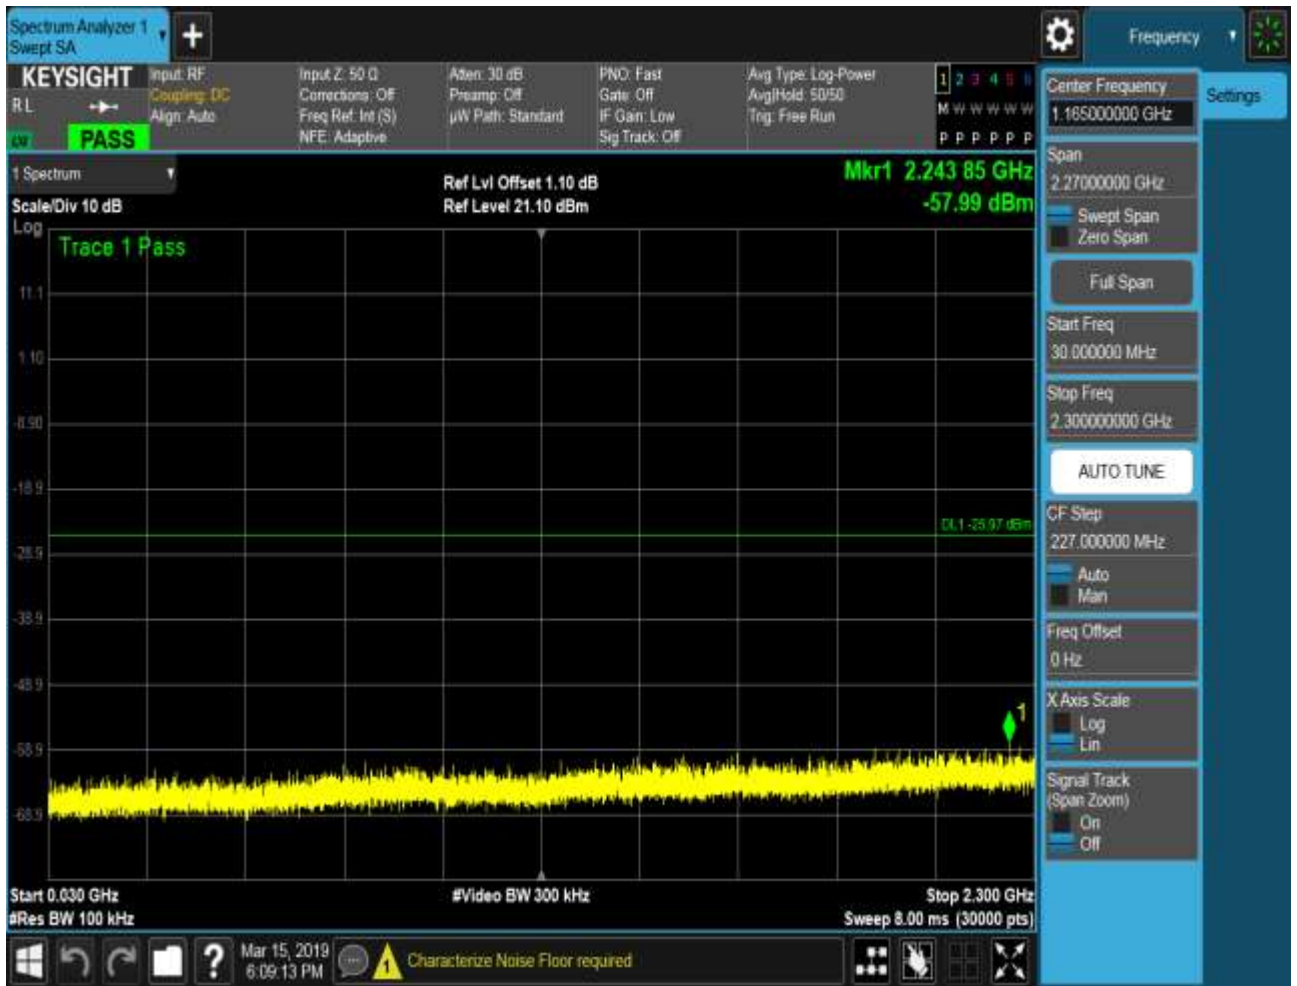 Spectrum Analyzer 1
Swept SA
Frequency
KEYSIGHT
Input: RF
Coupling: DC
Align: Auto
Input Z: 50 Ω
Corrections: Off
Freq Ref: Int (S)
NFE: Adaptive
Atten: 30 dB
Preamp: Off
µW Path: Standard
PNO: Fast
Gate: Off
IF Gain: Low
Sig Track: Off
Avg Type: Log-Power
Avg|Hold: 50/50
Trig: Free Run
1 2 3 4 5 6
M W W W W W
P P P P P P
R L
PASS
1 Spectrum
Scale/Div 10 dB
Ref Lvl Offset 1.10 dB
Ref Level 21.10 dBm
Mkr1 2.243 85 GHz
-57.99 dBm
Log
Trace 1 Pass
11.1
1.10
-8.90
-18.9
-28.9
-38.9
-48.9
-58.9
-68.9
DL1 -25.97 dBm
1
Start 0.030 GHz
#Video BW 300 kHz
Stop 2.300 GHz
#Res BW 100 kHz
Sweep 8.00 ms (30000 pts)
Mar 15, 2019
6:09:13 PM
Characterize Noise Floor required
Center Frequency
1.165000000 GHz
Settings
Span
2.27000000 GHz
Swept Span
Zero Span
Full Span
Start Freq
30.000000 MHz
Stop Freq
2.300000000 GHz
AUTO TUNE
CF Step
227.000000 MHz
Auto
Man
Freq Offset
0 Hz
X Axis Scale
Log
Lin
Signal Track
(Span Zoom)
On
Off